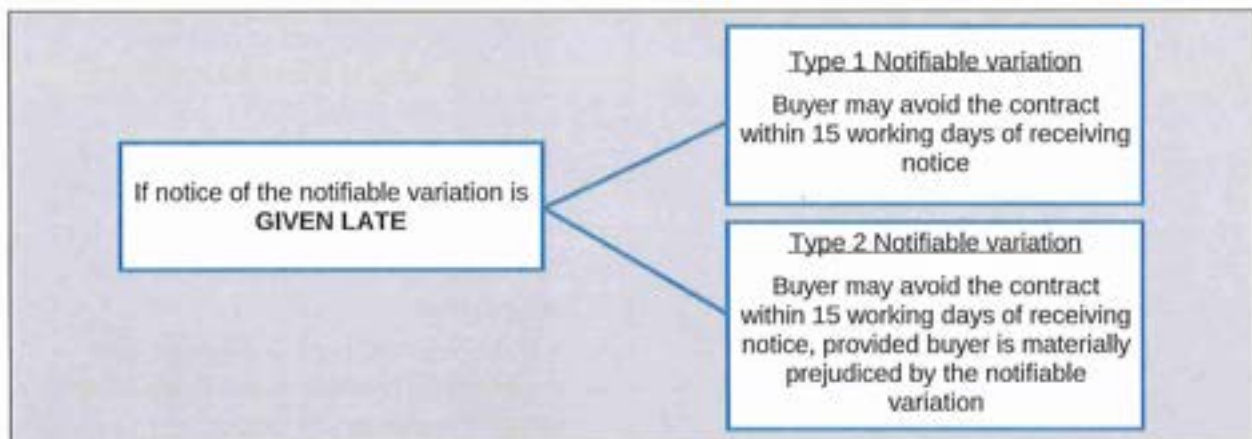 If notice of the notifiable variation is
GIVEN LATE
Type 1 Notifiable variation
Buyer may avoid the contract
within 15 working days of receiving
notice
Type 2 Notifiable variation
Buyer may avoid the contract
within 15 working days of receiving
notice, provided buyer is materially
prejudiced by the notifiable
variation